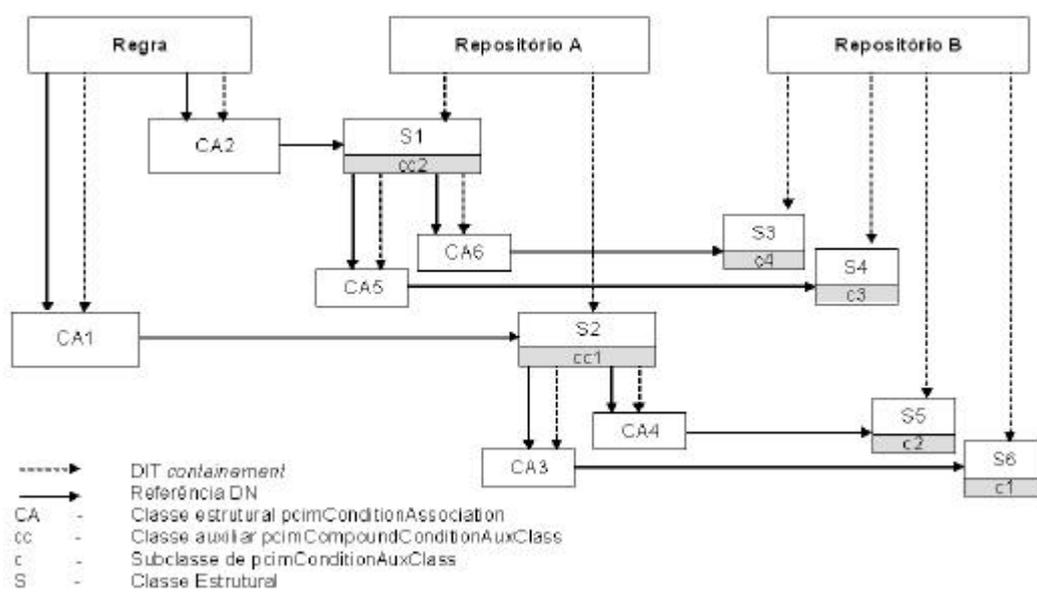 Regra
Repositório A
Repositório B
CA2
S1
cc2
CA6
S3
c4
CA5
S4
c3
CA1
S2
cc1
CA4
S5
c2
CA3
S6
c1
DIT containement
Referência DN
CA - Classe estrutural pcimConditionAssociation
cc - Classe auxiliar pcimCompoundConditionAuxClass
c - Subclasse de pcimConditionAuxClass
S - Classe Estrutural